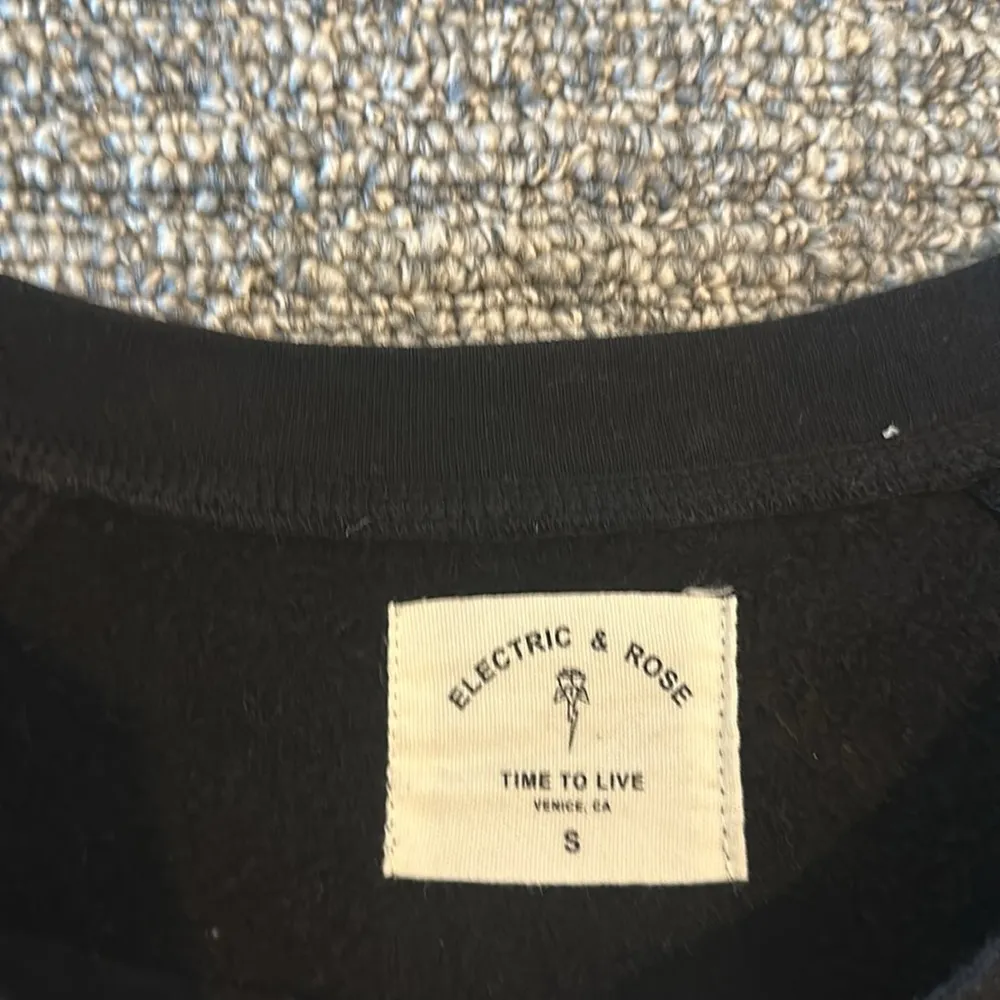 ELECTRIC & ROSE
TIME TO LIVE
VENICE, CA
S